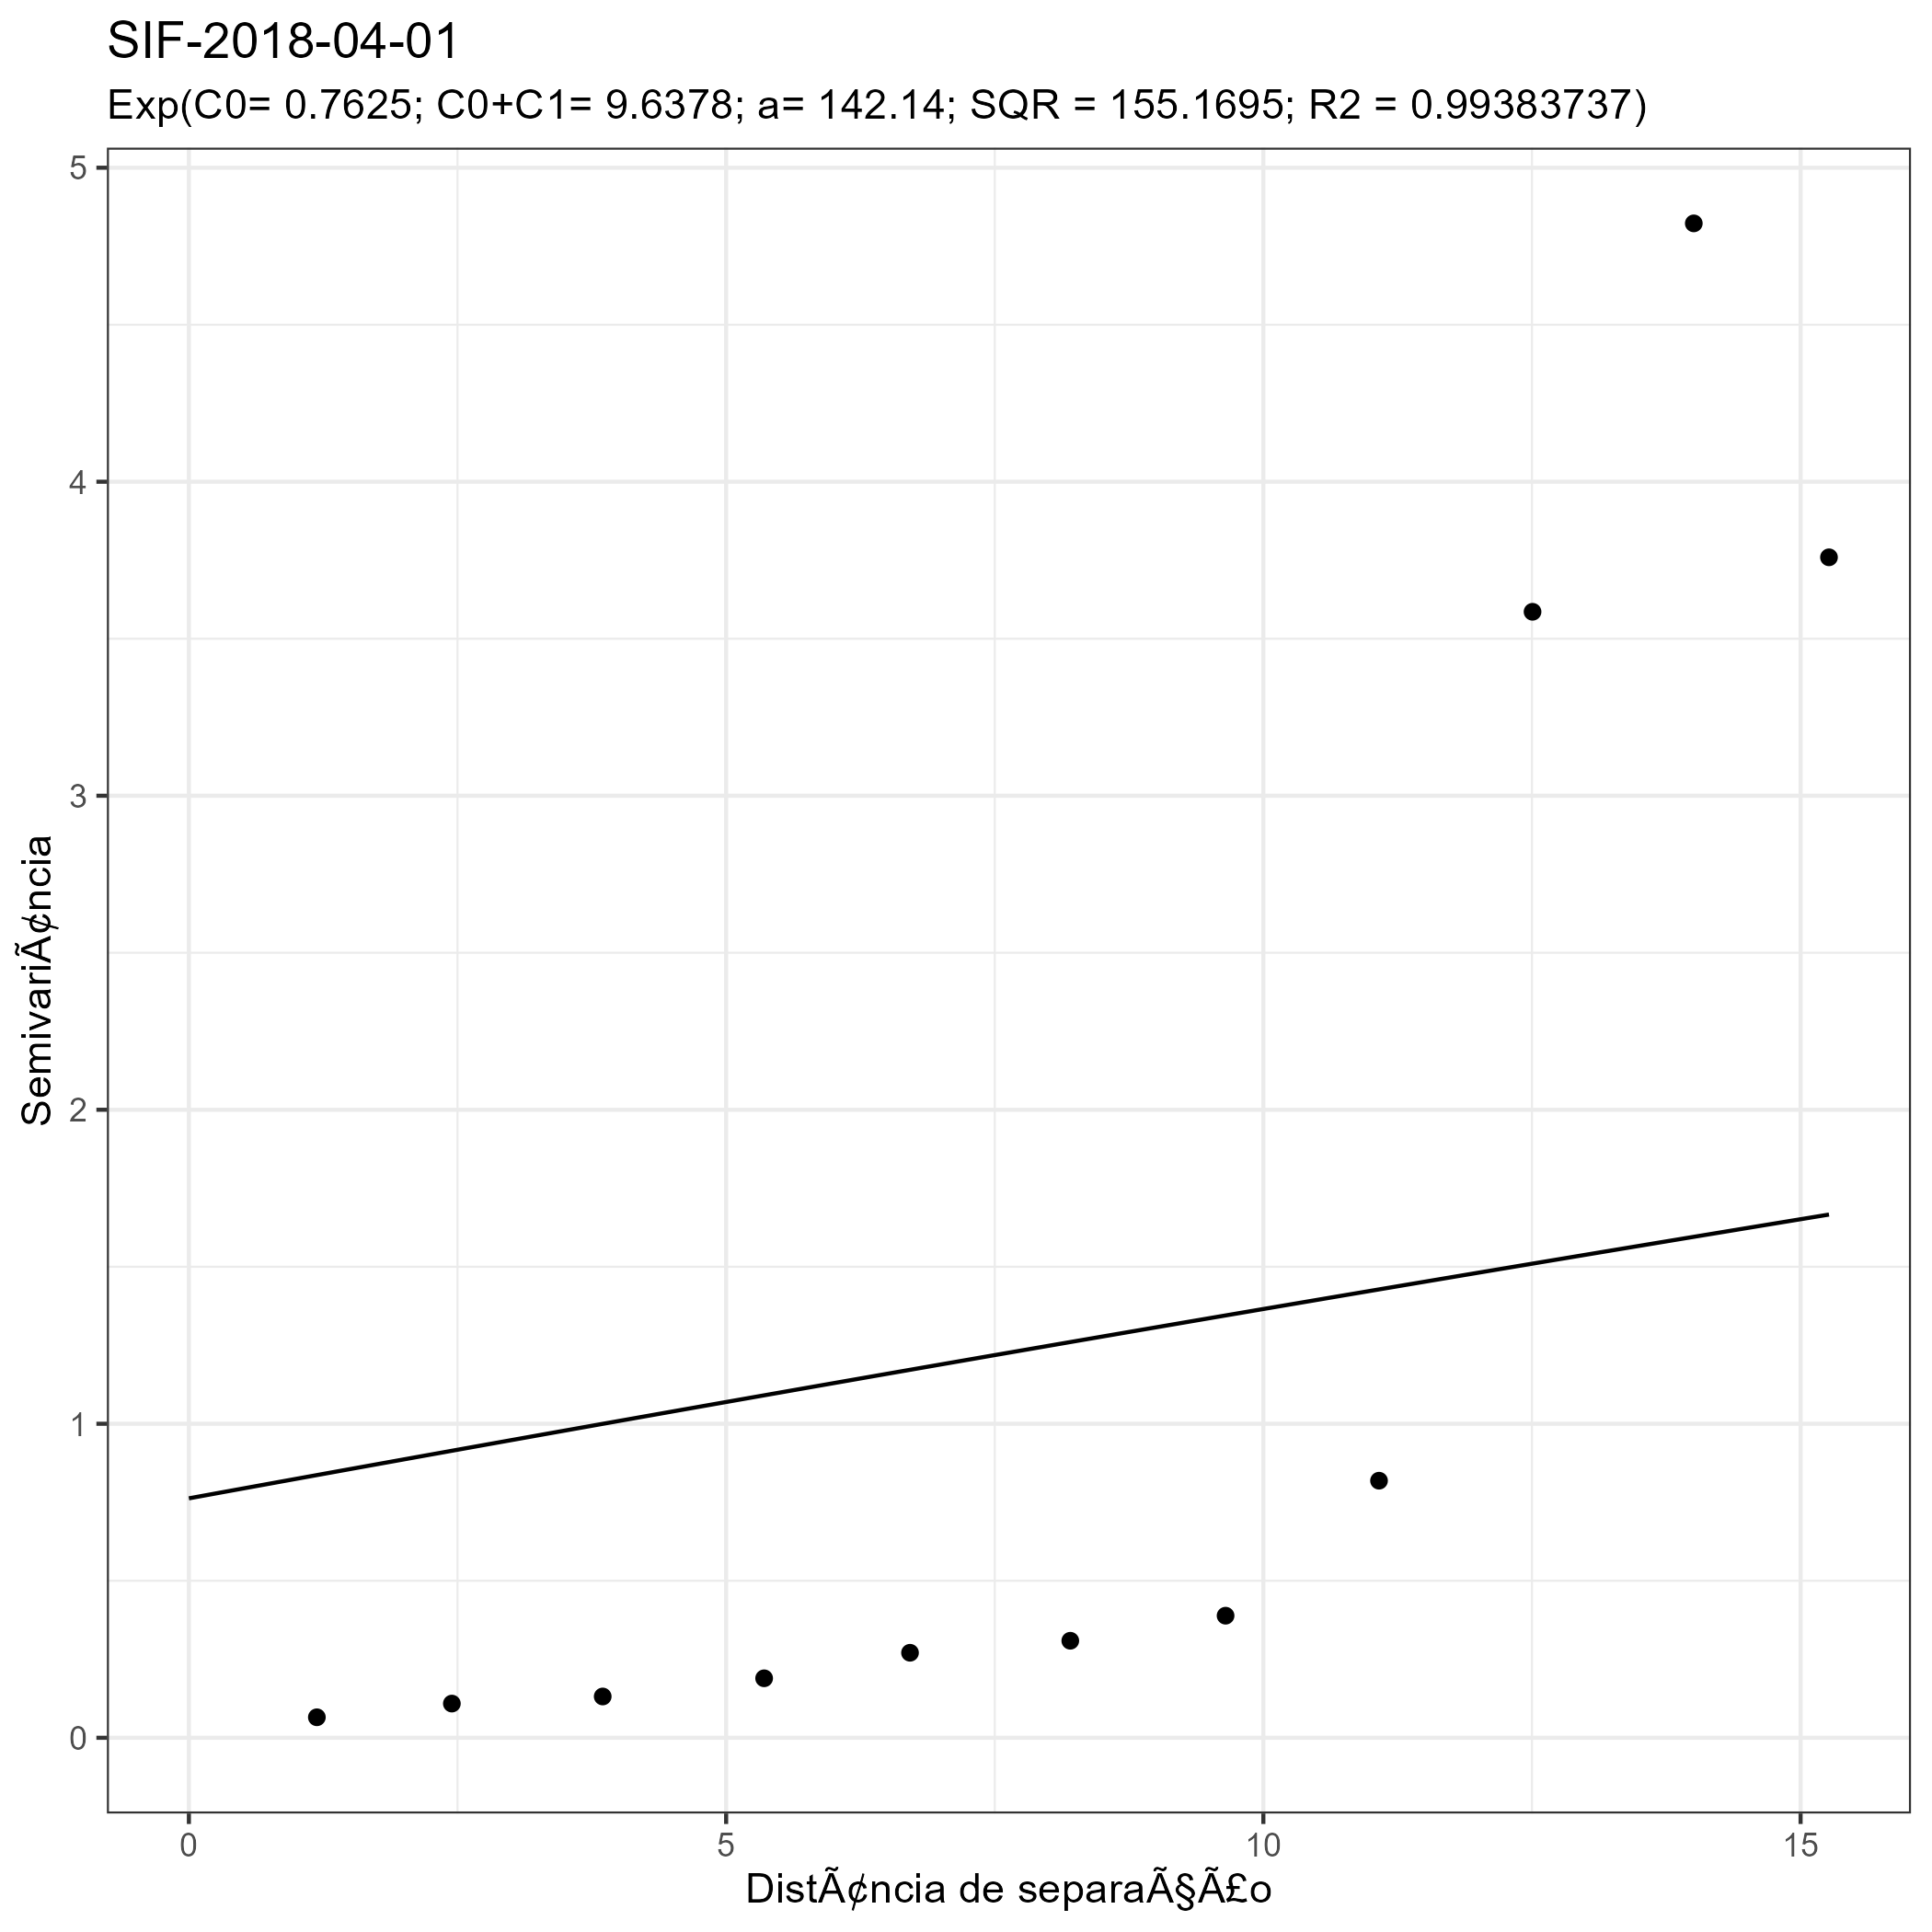 SIF-2018-04-01
Exp(C0= 0.7625; C0+C1= 9.6378; a= 142.14; SQR = 155.1695; R2 = 0.99383737)
5
4
3
2
1
0
SemivariÃ¢ncia
0 5 10 15
DistÃ¢ncia de separaÃ§Ã£o